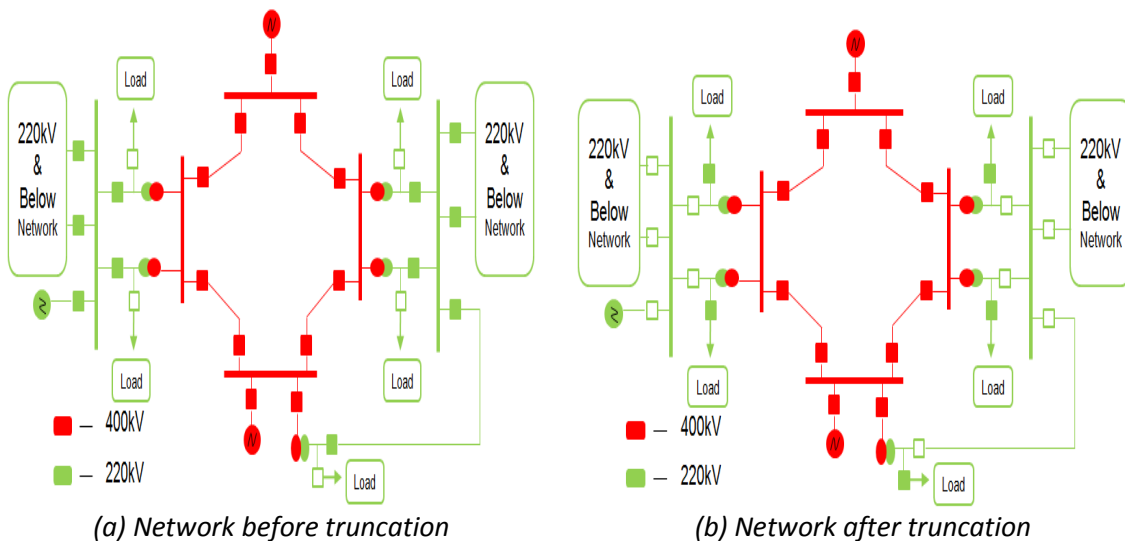 Load
Load
220kV
&
Below
Network
220kV
&
Below
Network
Load
Load
400kV
220kV
Load
(a) Network before truncation
Load
Load
220kV
&
Below
Network
220kV
&
Below
Network
Load
Load
400kV
220kV
Load
(b) Network after truncation